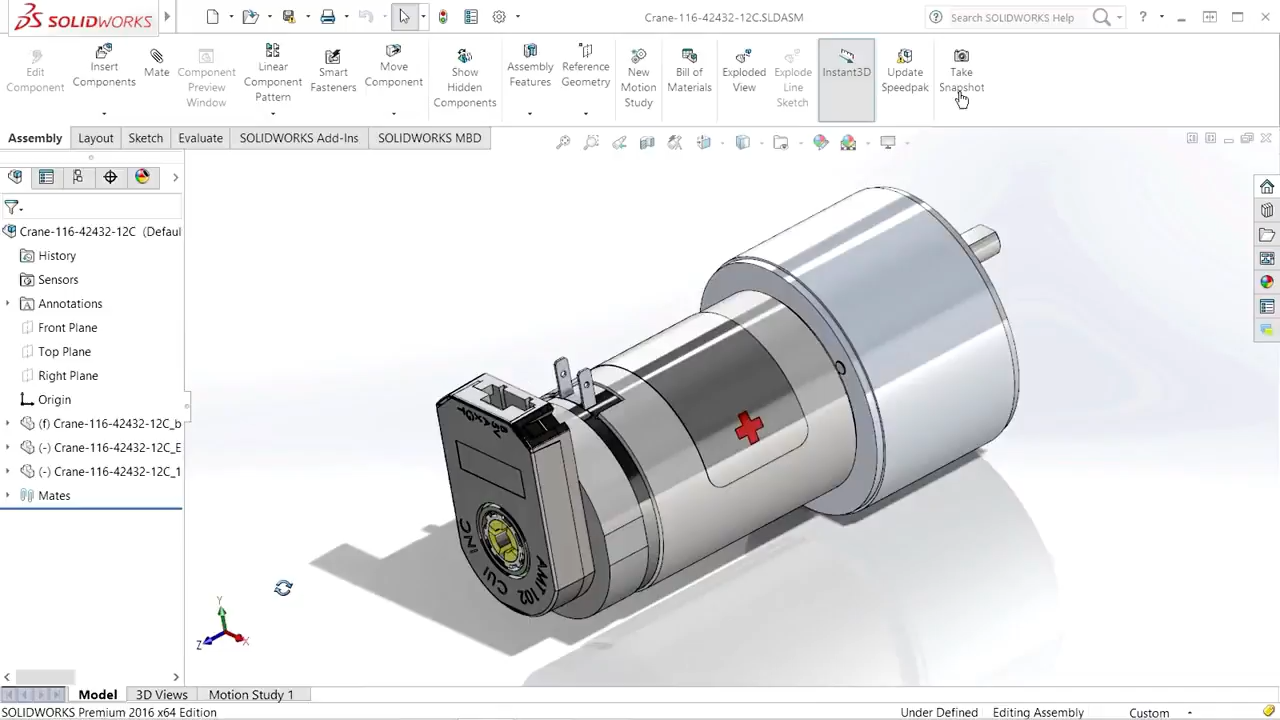 SOLIDWORKS
Crane-116-42432-12C.SLDASM
Search SOLIDWORKS Help
Edit Component
Insert Components
Mate
Component Preview Window
Linear Component Pattern
Smart Fasteners
Move Component
Show Hidden Components
Assembly Features
Reference Geometry
New Motion Study
Bill of Materials
Exploded View
Explode Line Sketch
Instant3D
Update Speedpak
Take Snapshot
Assembly
Layout
Sketch
Evaluate
SOLIDWORKS Add-Ins
SOLIDWORKS MBD
Crane-116-42432-12C (Defaul
History
Sensors
Annotations
Front Plane
Top Plane
Right Plane
Origin
(f) Crane-116-42432-12C_b
(-) Crane-116-42432-12C_E
(-) Crane-116-42432-12C_1
Mates
CUI INC
AMT102
Y
Z
X
Model
3D Views
Motion Study 1
SOLIDWORKS Premium 2016 x64 Edition
Under Defined
Editing Assembly
Custom